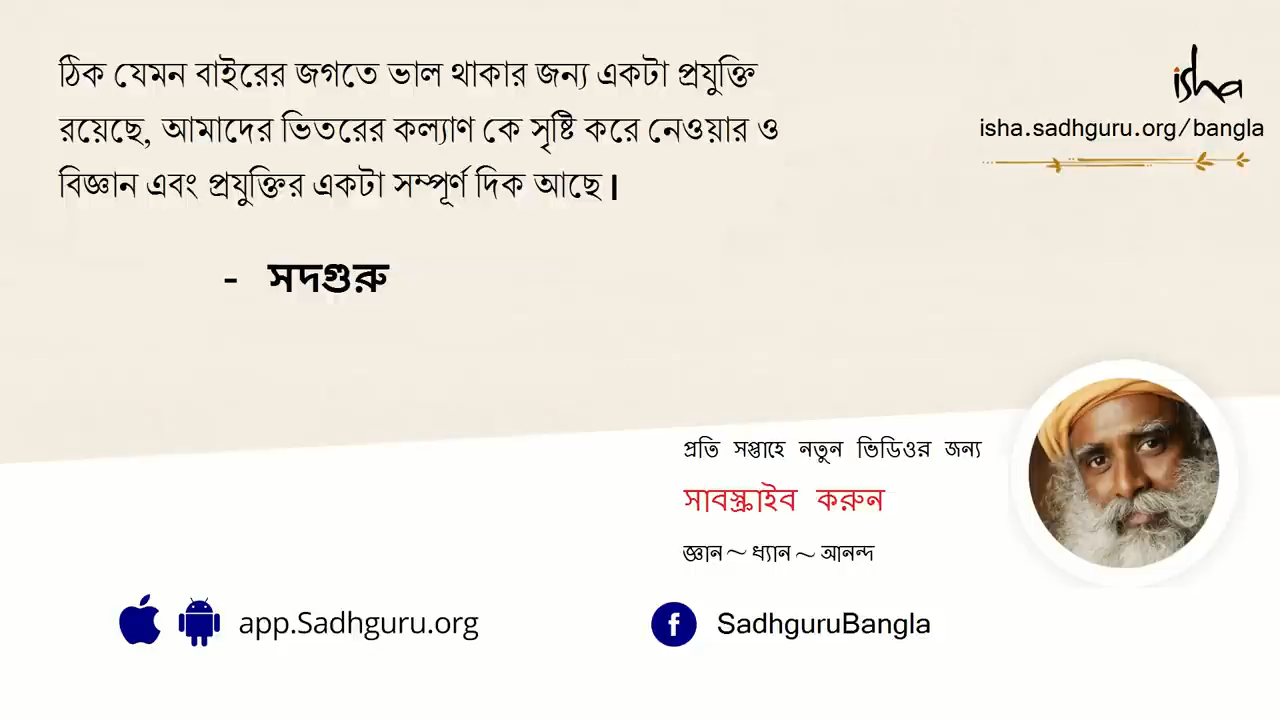 ঠিক যেমন বাইরের জগতে ভাল থাকার জন্য একটা প্রযুক্তি
রয়েছে, আমাদের ভিতরের কল্যাণ কে সৃষ্টি করে নেওয়ার ও
বিজ্ঞান এবং প্রযুক্তির একটা সম্পূর্ণ দিক আছে।
- সদগুরু
isha
isha.sadhguru.org/bangla
প্রতি সপ্তাহে নতুন ভিডিওর জন্য
সাবস্ক্রাইব করুন
জ্ঞান ~ ধ্যান ~ আনন্দ
app.Sadhguru.org
f SadhguruBangla